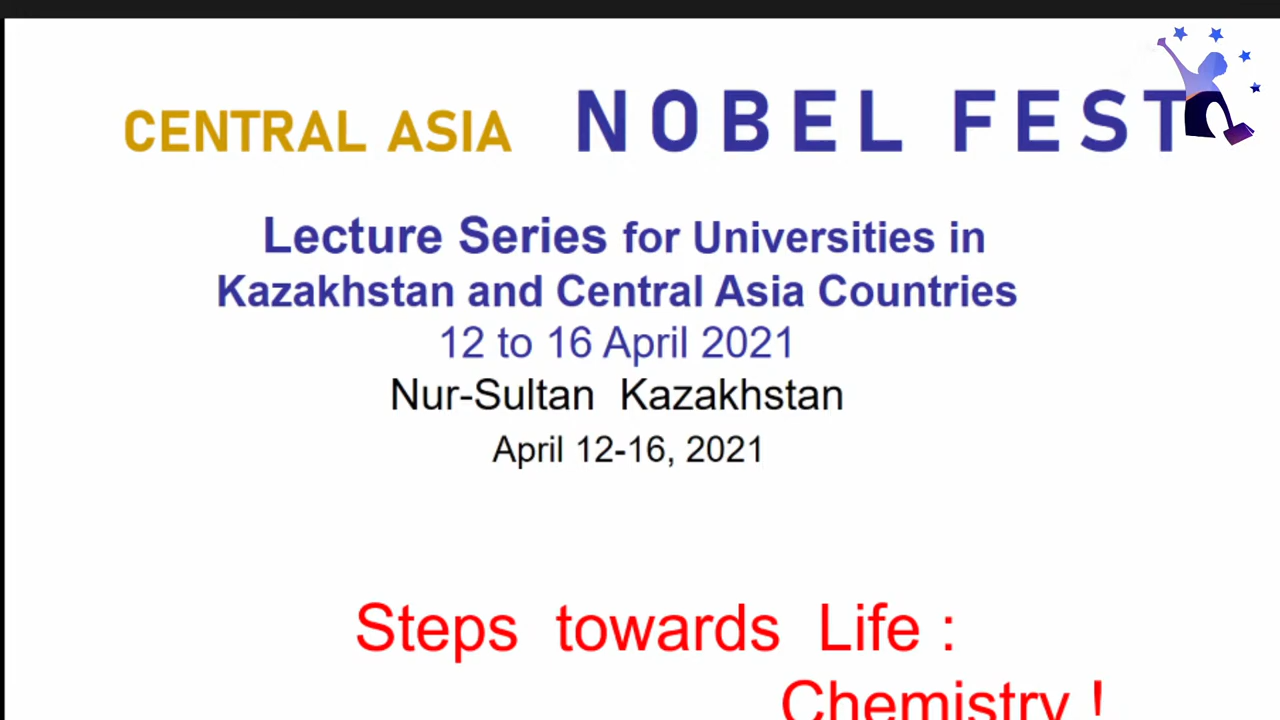 CENTRAL ASIA NOBEL FEST
Lecture Series for Universities in
Kazakhstan and Central Asia Countries
12 to 16 April 2021
Nur-Sultan Kazakhstan
April 12-16, 2021
Steps towards Life :
Chemistry !